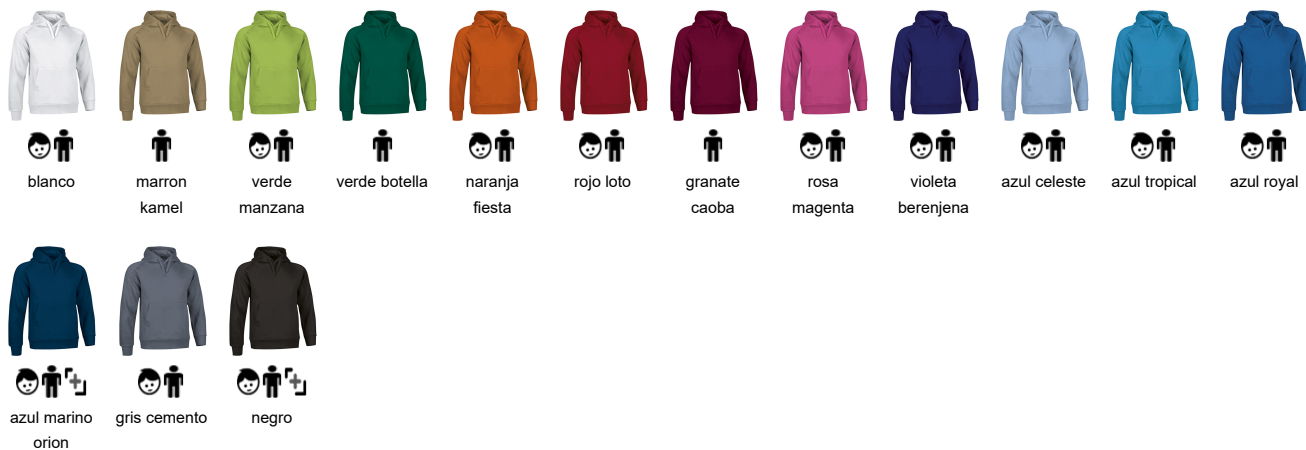 blanco
marron
kamel
verde
manzana
verde botella
naranja
fiesta
rojo loto
granate
caoba
rosa
magenta
violeta
berenjena
azul celeste
azul tropical
azul royal
azul marino
orion
gris cemento
negro